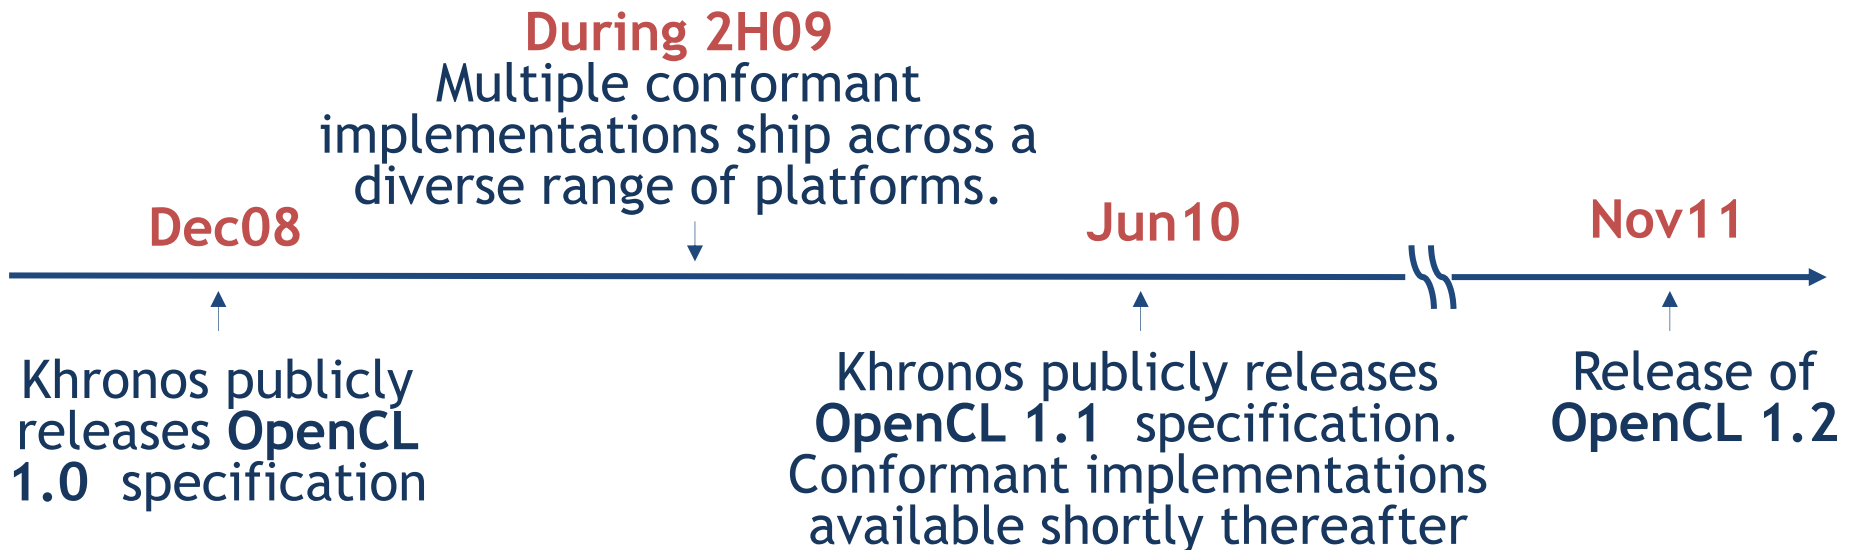 During 2H09
Multiple conformant
implementations ship across a
diverse range of platforms.
Dec08
Jun10
Nov11
Khronos publicly
releases OpenCL
1.0 specification
Khronos publicly releases
OpenCL 1.1 specification.
Conformant implementations
available shortly thereafter
Release of
OpenCL 1.2